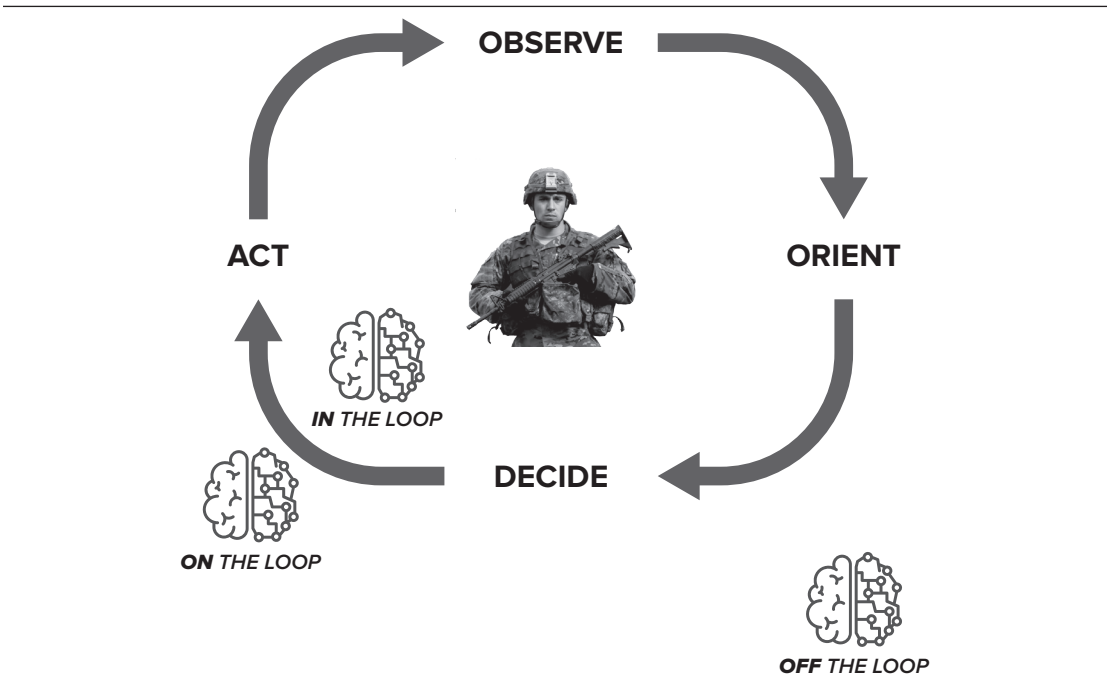 OBSERVE
ACT
ORIENT
IN THE LOOP
DECIDE
ON THE LOOP
OFF THE LOOP